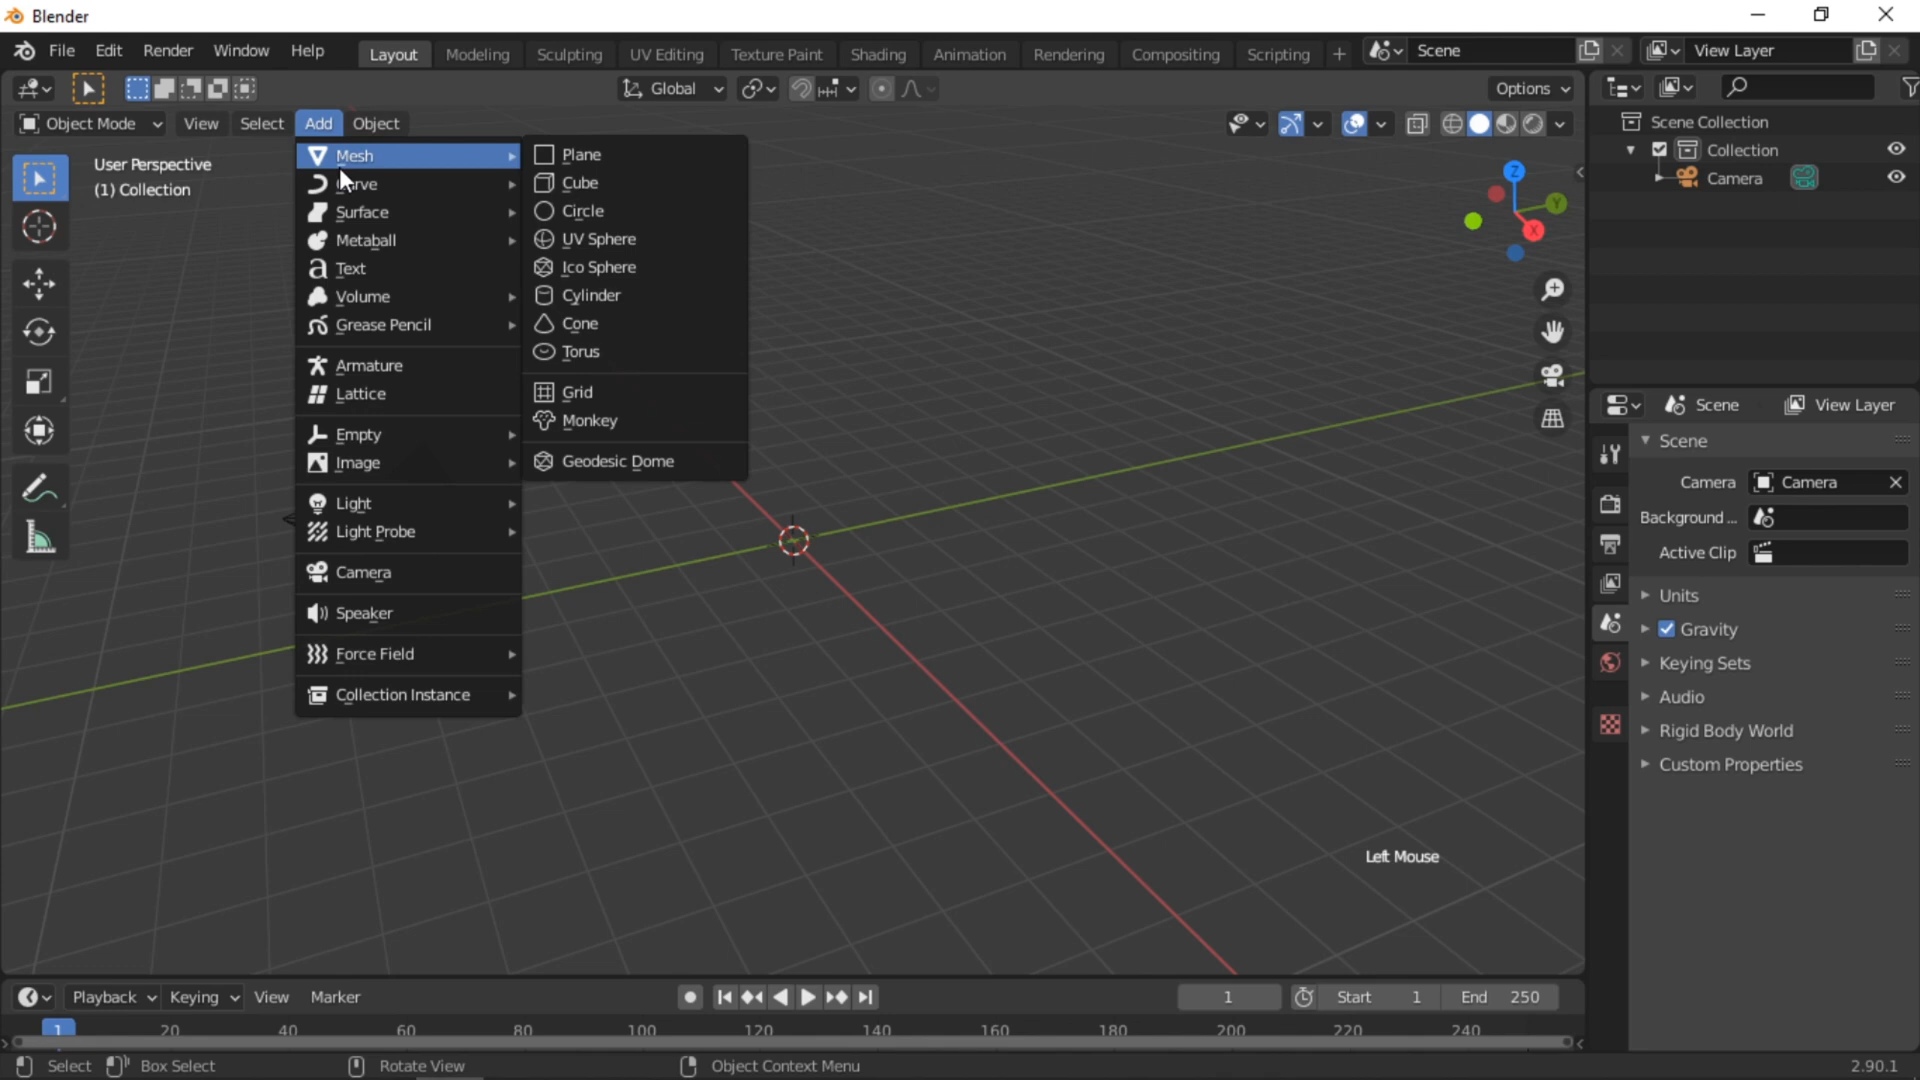 Blender
File Edit Render Window Help Layout Modeling Sculpting UV Editing Texture Paint Shading Animation Rendering Compositing Scripting + Scene View Layer
Global Options
Object Mode View Select Add Object
User Perspective
(1) Collection
Mesh
Curve
Surface
Metaball
Text
Volume
Grease Pencil
Armature
Lattice
Empty
Image
Light
Light Probe
Camera
Speaker
Force Field
Collection Instance
Plane
Cube
Circle
UV Sphere
Ico Sphere
Cylinder
Cone
Torus
Grid
Monkey
Geodesic Dome
Z
Y
X
Left Mouse
Scene Collection
Collection
Camera
Scene View Layer
Scene
Camera Camera
Background ...
Active Clip
Units
Gravity
Keying Sets
Audio
Rigid Body World
Custom Properties
Playback Keying View Marker 1 Start 1 End 250
1 20 40 60 80 100 120 140 160 180 200 220 240
Select Box Select Rotate View Object Context Menu 2.90.1